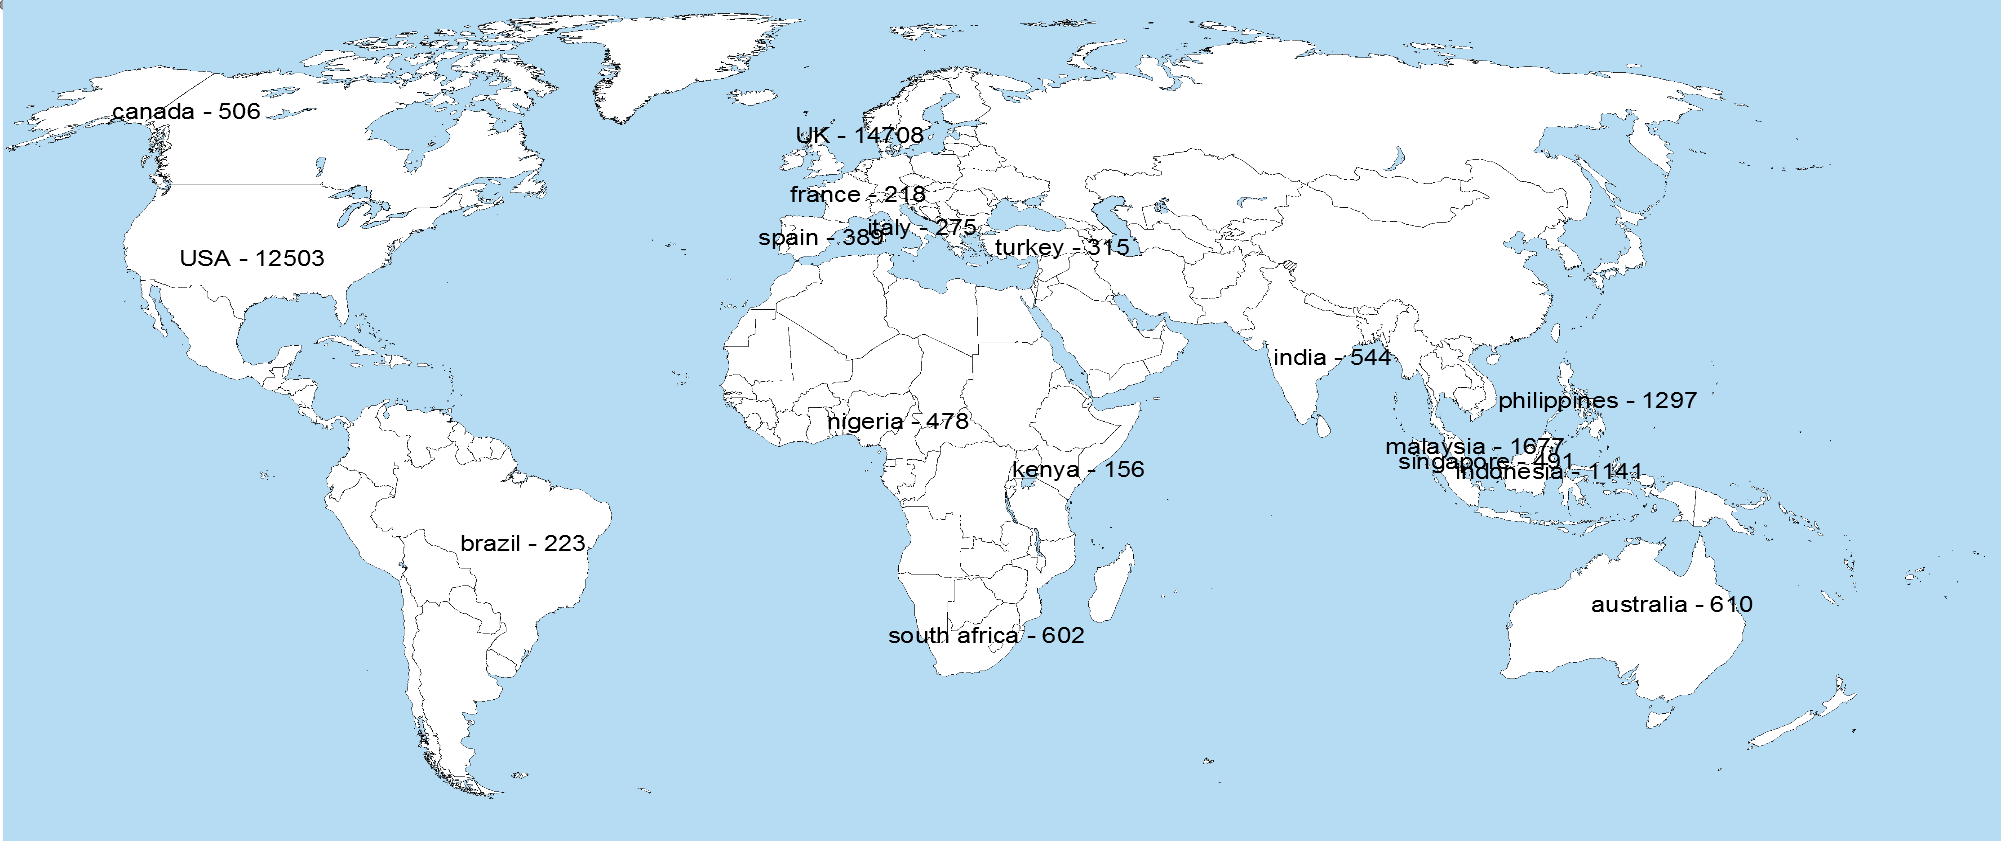 canada - 506
UK - 14708
france - 218
italy - 275
spain - 389
turkey - 315
USA - 12503
india - 544
philippines - 1297
nigeria - 478
malaysia - 1677
singapore - 491
indonesia - 1141
kenya - 156
brazil - 223
australia - 610
south africa - 602